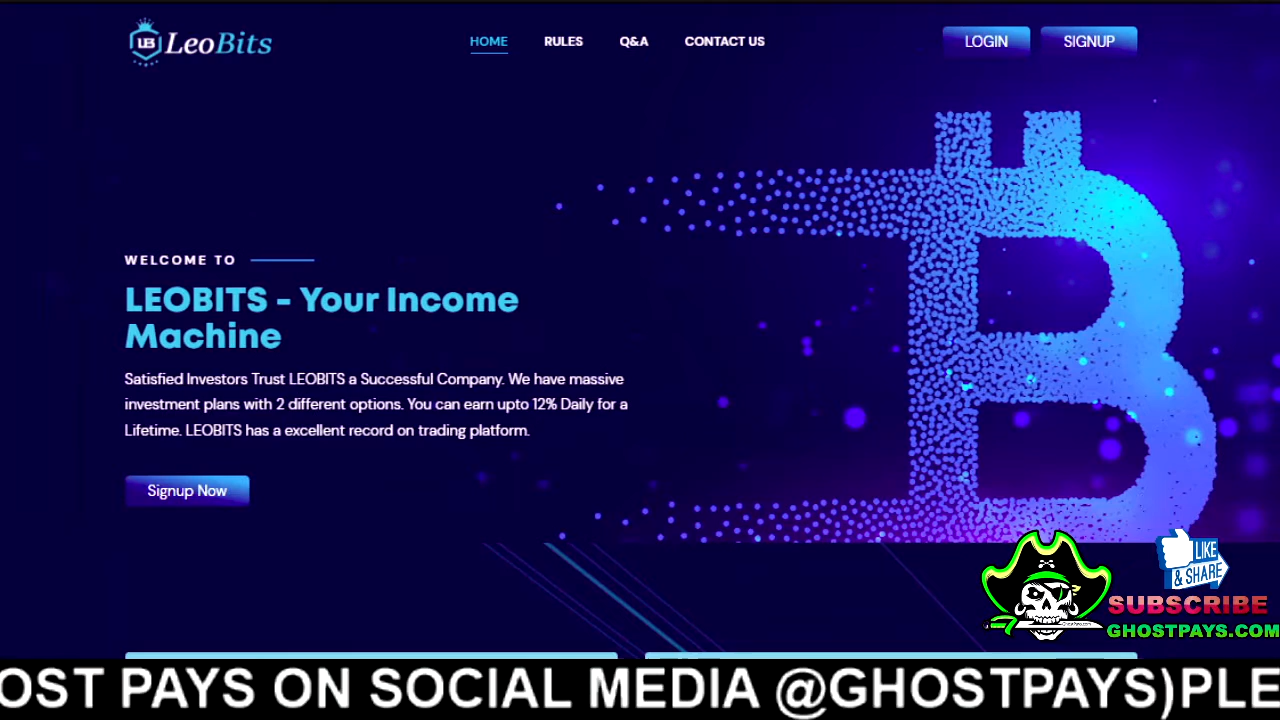 LB LeoBits
HOME RULES Q&A CONTACT US
LOGIN SIGNUP
WELCOME TO
LEOBITS - Your Income
Machine
Satisfied Investors Trust LEOBITS a Successful Company. We have massive
investment plans with 2 different options. You can earn upto 12% Daily for a
Lifetime. LEOBITS has a excellent record on trading platform.
Signup Now
LIKE
& SHARE
SUBSCRIBE
GHOSTPAYS.COM
OST PAYS ON SOCIAL MEDIA @GHOSTPAYS)PLE